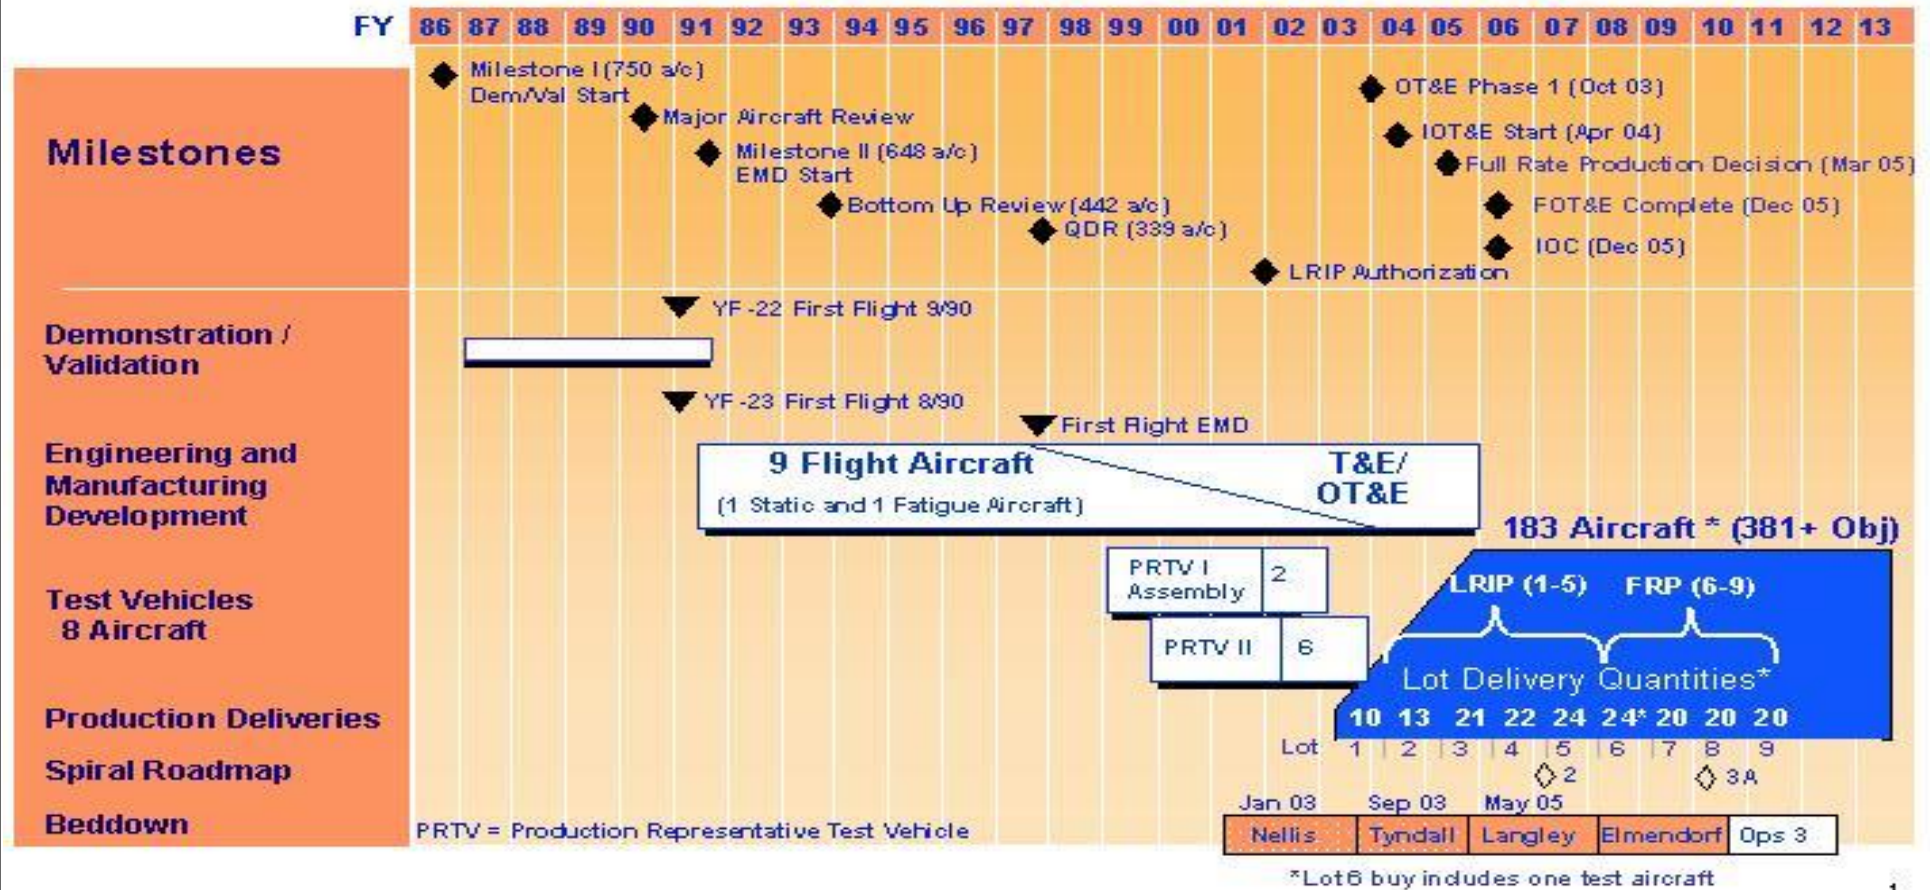 FY 86 87 88 89 90 91 92 93 94 95 96 97 98 99 00 01 02 03 04 05 06 07 08 09 10 11 12 13
Milestones
Milestone I (750 a/c)
Dem/Val Start
Major Aircraft Review
Milestone II (648 a/c)
EMD Start
Bottom Up Review (442 a/c)
QDR (339 a/c)
LRIP Authorization
OT&E Phase 1 (Oct 03)
IOT&E Start (Apr 04)
Full Rate Production Decision (Mar 05)
FOT&E Complete (Dec 05)
IOC (Dec 05)
Demonstration /
Validation
YF-22 First Flight 9/90
YF-23 First Flight 8/90
Engineering and
Manufacturing
Development
First Flight EMD
9 Flight Aircraft
(1 Static and 1 Fatigue Aircraft)
T&E/
OT&E
183 Aircraft * (381+ Obj)
Test Vehicles
8 Aircraft
PRTV I
Assembly
2
PRTV II
6
LRIP (1-5) FRP (6-9)
Lot Delivery Quantities*
Production Deliveries
10 13 21 22 24 24* 20 20 20
Lot 1 2 3 4 5 6 7 8 9
Spiral Roadmap
2
3A
Beddown
Jan 03 Sep 03 May 05
Nellis Tyndall Langley Elmendorf Ops 3
PRTV = Production Representative Test Vehicle
*Lot6 buy includes one test aircraft